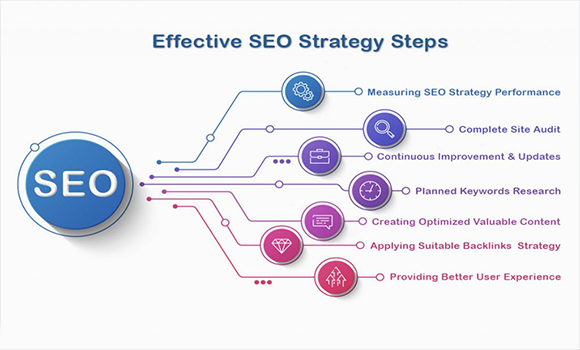 Effective SEO Strategy Steps
Measuring SEO Strategy Performance
Complete Site Audit
Continuous Improvement & Updates
SEO
Planned Keywords Research
Creating Optimized Valuable Content
Applying Suitable Backlinks Strategy
Providing Better User Experience